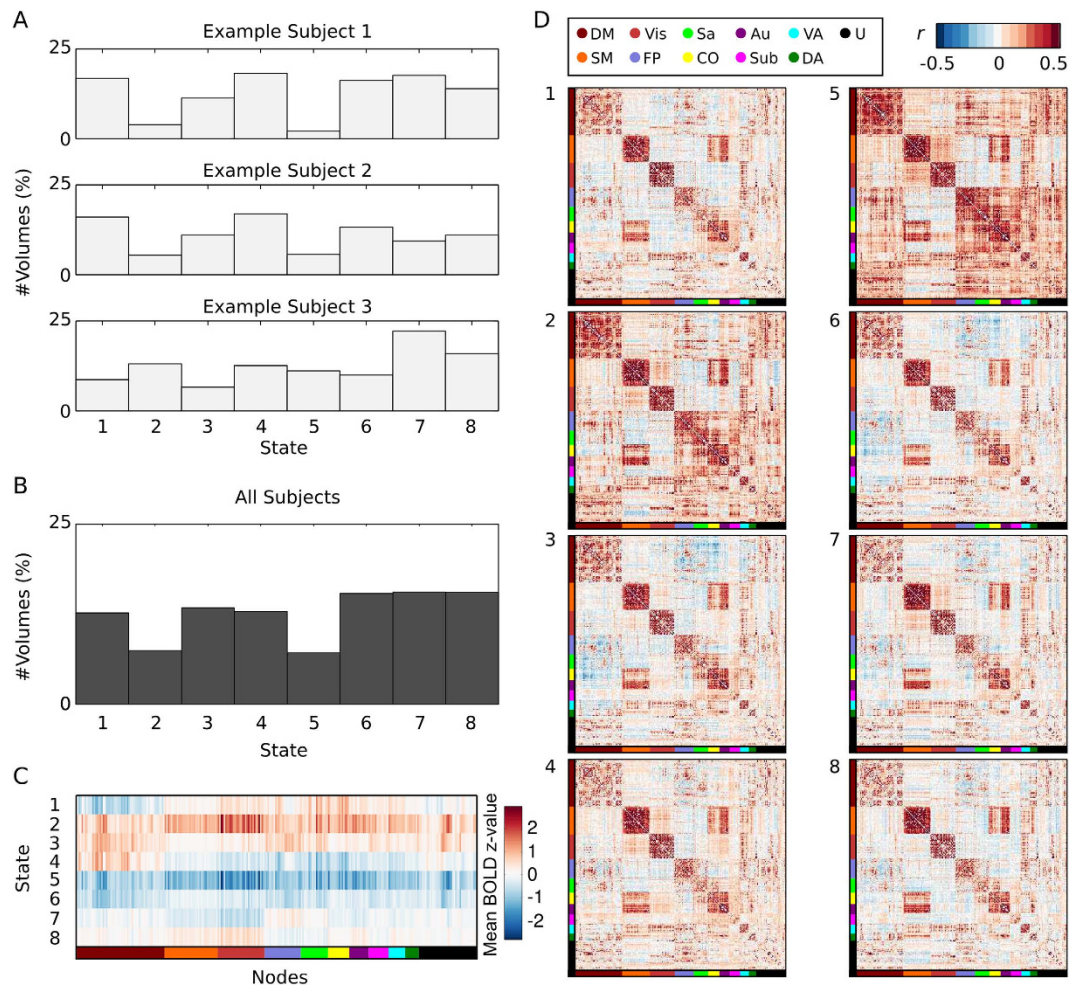 A
Example Subject 1
25
0
Example Subject 2
25
0
Example Subject 3
25
0
#Volumes (%)
1 2 3 4 5 6 7 8
State
B
All Subjects
25
0
#Volumes (%)
1 2 3 4 5 6 7 8
State
C
State
1
2
3
4
5
6
7
8
Nodes
Mean BOLD z-value
2
1
0
-1
-2
D
DM Vis Sa Au VA U
SM FP CO Sub DA
r
-0.5 0 0.5
1
5
2
6
3
7
4
8